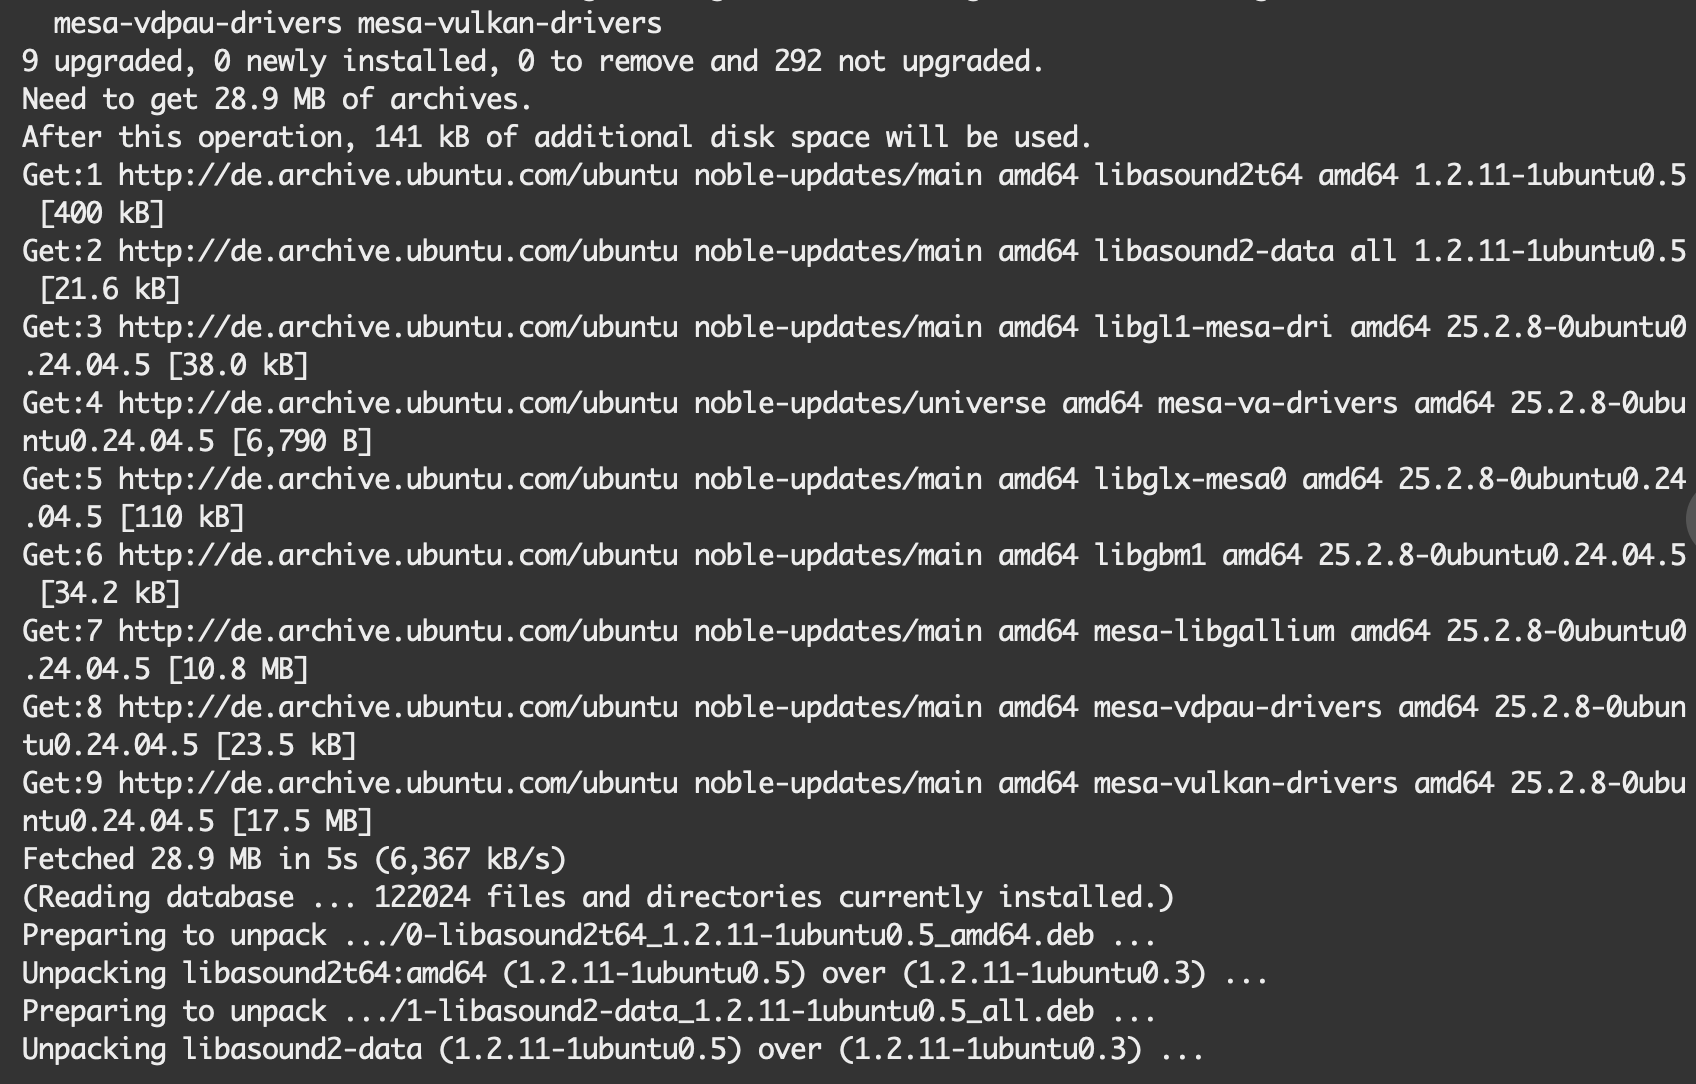 mesa-vdpau-drivers mesa-vulkan-drivers
9 upgraded, 0 newly installed, 0 to remove and 292 not upgraded.
Need to get 28.9 MB of archives.
After this operation, 141 kB of additional disk space will be used.
Get:1 http://de.archive.ubuntu.com/ubuntu noble-updates/main amd64 libasound2t64 amd64 1.2.11-1ubuntu0.5
[400 kB]
Get:2 http://de.archive.ubuntu.com/ubuntu noble-updates/main amd64 libasound2-data all 1.2.11-1ubuntu0.5
[21.6 kB]
Get:3 http://de.archive.ubuntu.com/ubuntu noble-updates/main amd64 libgl1-mesa-dri amd64 25.2.8-0ubuntu0
.24.04.5 [38.0 kB]
Get:4 http://de.archive.ubuntu.com/ubuntu noble-updates/universe amd64 mesa-va-drivers amd64 25.2.8-0ubu
ntu0.24.04.5 [6,790 B]
Get:5 http://de.archive.ubuntu.com/ubuntu noble-updates/main amd64 libglx-mesa0 amd64 25.2.8-0ubuntu0.24
.04.5 [110 kB]
Get:6 http://de.archive.ubuntu.com/ubuntu noble-updates/main amd64 libgbm1 amd64 25.2.8-0ubuntu0.24.04.5
[34.2 kB]
Get:7 http://de.archive.ubuntu.com/ubuntu noble-updates/main amd64 mesa-libgallium amd64 25.2.8-0ubuntu0
.24.04.5 [10.8 MB]
Get:8 http://de.archive.ubuntu.com/ubuntu noble-updates/main amd64 mesa-vdpau-drivers amd64 25.2.8-0ubun
tu0.24.04.5 [23.5 kB]
Get:9 http://de.archive.ubuntu.com/ubuntu noble-updates/main amd64 mesa-vulkan-drivers amd64 25.2.8-0ubu
ntu0.24.04.5 [17.5 MB]
Fetched 28.9 MB in 5s (6,367 kB/s)
(Reading database ... 122024 files and directories currently installed.)
Preparing to unpack .../0-libasound2t64_1.2.11-1ubuntu0.5_amd64.deb ...
Unpacking libasound2t64:amd64 (1.2.11-1ubuntu0.5) over (1.2.11-1ubuntu0.3) ...
Preparing to unpack .../1-libasound2-data_1.2.11-1ubuntu0.5_all.deb ...
Unpacking libasound2-data (1.2.11-1ubuntu0.5) over (1.2.11-1ubuntu0.3) ...